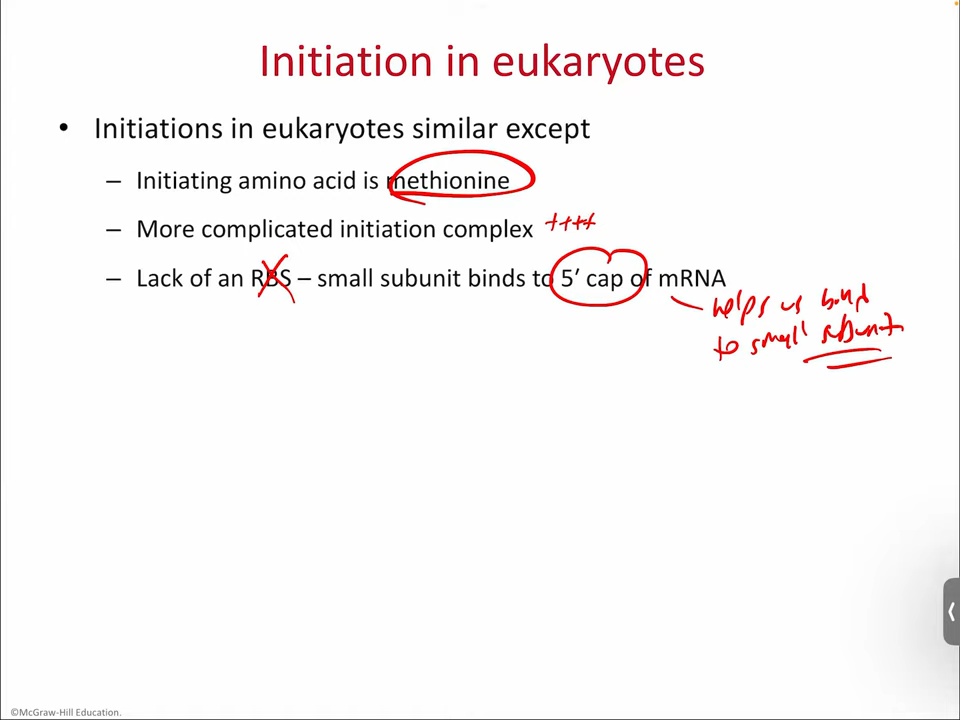 Initiation in eukaryotes
• Initiations in eukaryotes similar except
– Initiating amino acid is methionine
– More complicated initiation complex ++++
– Lack of an RBS – small subunit binds to 5′ cap of mRNA
helps us bind
to small subunit
©McGraw-Hill Education.